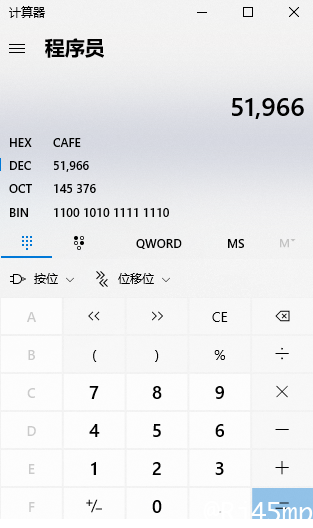 计算器
程序员
51,966
HEX CAFE
DEC 51,966
OCT 145 376
BIN 1100 1010 1111 1110
QWORD MS M˅
按位 位移位
A << >> CE
B ( ) % ÷
C 7 8 9 ×
D 4 5 6 −
E 1 2 3 +
F +/− 0